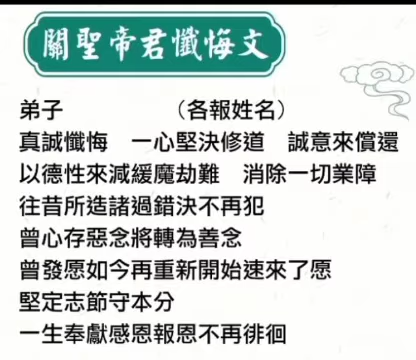 關聖帝君懺悔文
弟子　　　　　（各報姓名）
真誠懺悔　一心堅決修道　誠意來償還
以德性來減緩魔劫難　消除一切業障
往昔所造諸過錯決不再犯
曾心存惡念將轉為善念
曾發愿如今再重新開始速來了愿
堅定志節守本分
一生奉獻感恩報恩不再徘徊